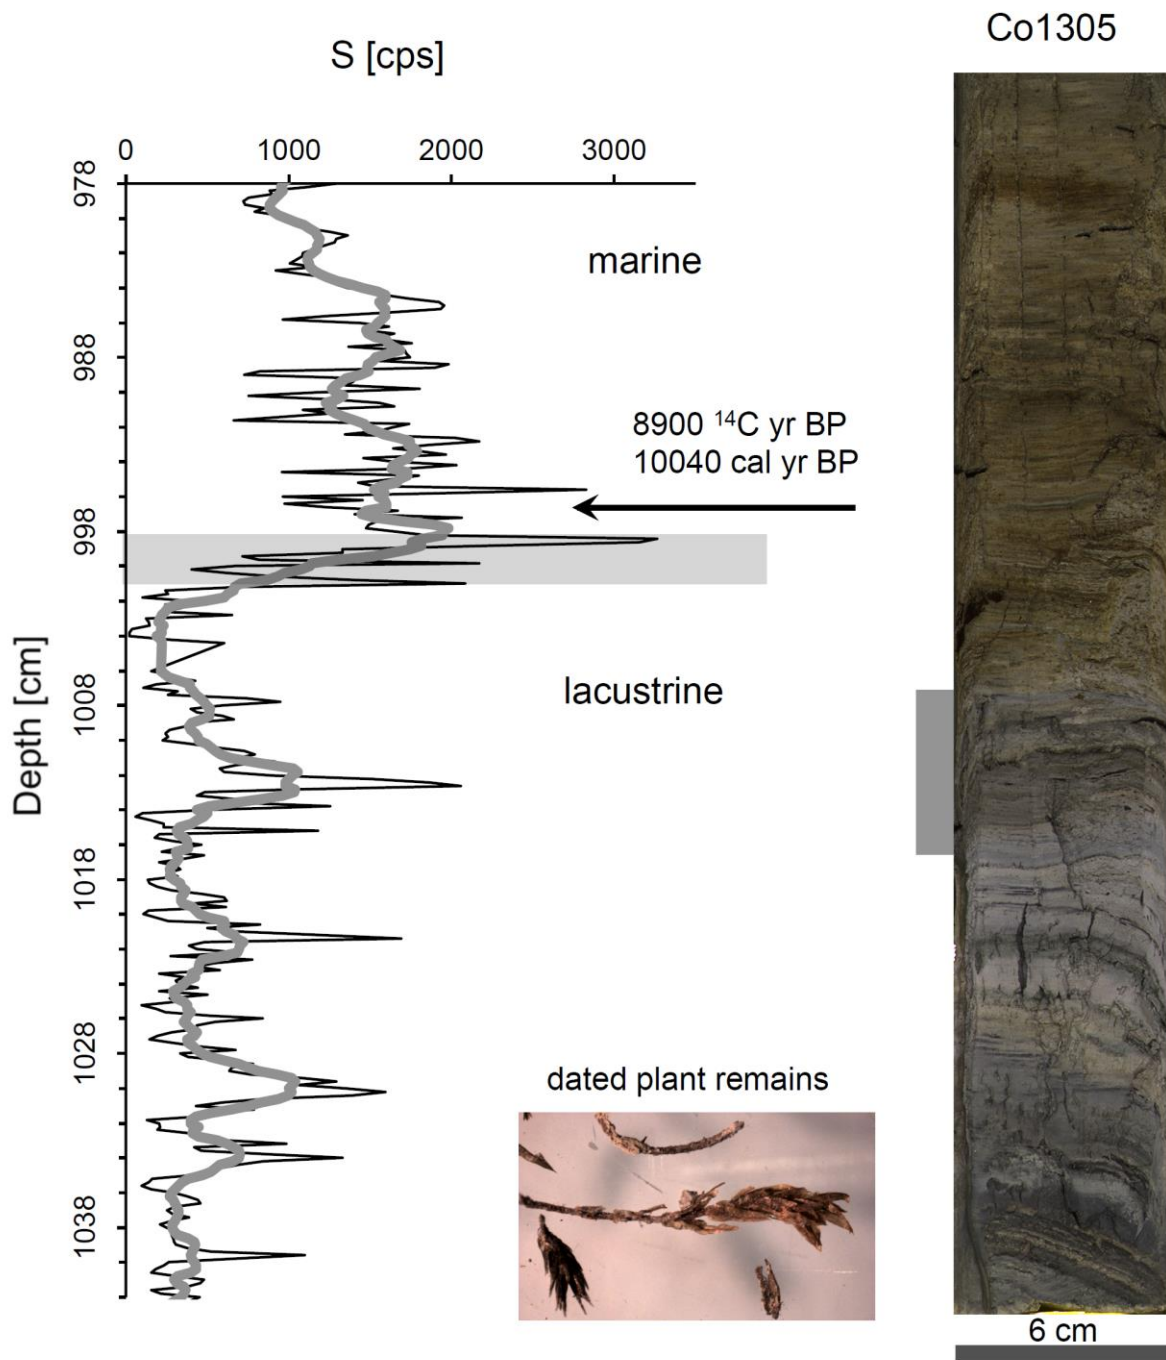 Co1305
S [cps]
0 1000 2000 3000
978
marine
988
8900 ¹⁴C yr BP
10040 cal yr BP
998
Depth [cm]
lacustrine
1008
1018
1028
dated plant remains
1038
6 cm